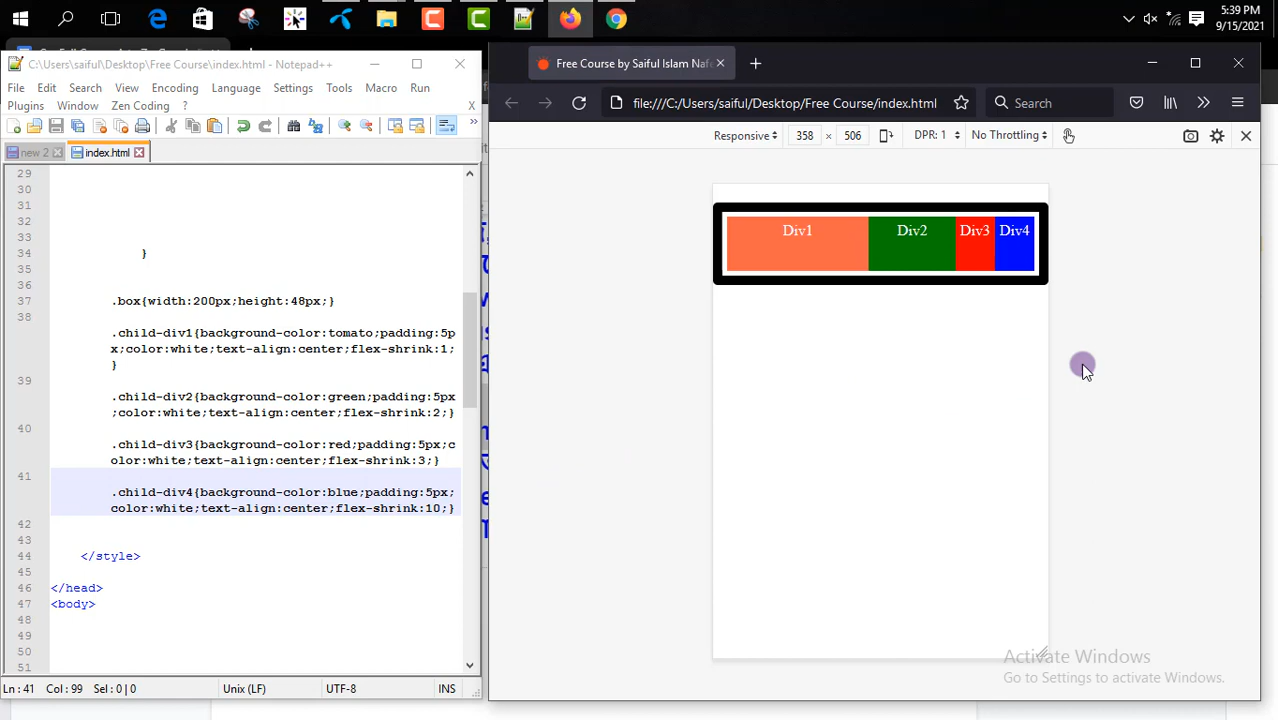 5:39 PM
9/15/2021
C:\Users\saiful\Desktop\Free Course\index.html - Notepad++
File Edit Search View Encoding Language Settings Tools Macro Run
Plugins Window Zen Coding ? X
new 2 index.html
29
30
31
32
33
34 }
35
36
37 .box{width:200px;height:48px;}
38
.child-div1{background-color:tomato;padding:5p
x;color:white;text-align:center;flex-shrink:1;
}
39
.child-div2{background-color:green;padding:5px
;color:white;text-align:center;flex-shrink:2;}
40
.child-div3{background-color:red;padding:5px;c
olor:white;text-align:center;flex-shrink:3;}
41
.child-div4{background-color:blue;padding:5px;
color:white;text-align:center;flex-shrink:10;}
42
43
44 </style>
45
46 </head>
47 <body>
48
49
50
51
Ln : 41 Col : 99 Sel : 0 | 0 Unix (LF) UTF-8 INS
Free Course by Saiful Islam Naf
file:///C:/Users/saiful/Desktop/Free Course/index.html
Search
Responsive 358 × 506 DPR: 1 No Throttling
Div1 Div2 Div3 Div4
Activate Windows
Go to Settings to activate Windows.